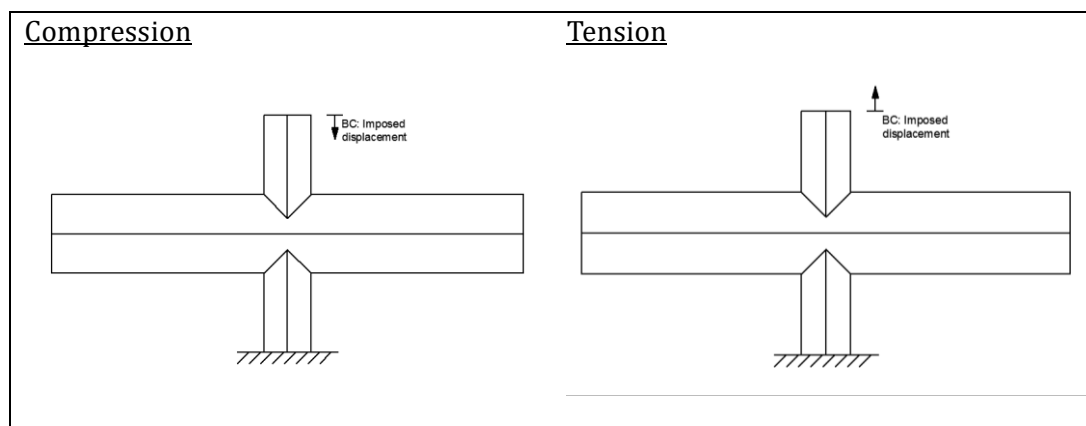 Compression
Tension
BC: Imposed
displacement
BC: Imposed
displacement